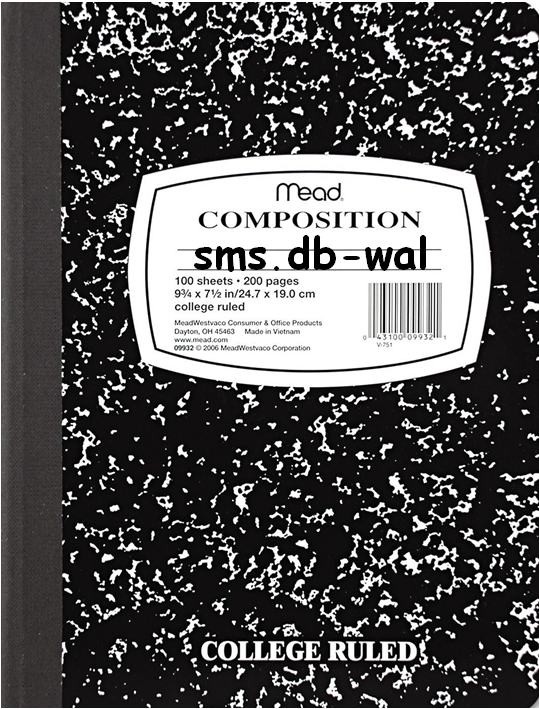 Mead
COMPOSITION
sms.db-wal
100 sheets • 200 pages
9¾ x 7½ in/24.7 x 19.0 cm
college ruled
MeadWestvaco Consumer & Office Products
Dayton, OH 45463 Made in Vietnam
www.mead.com
09932 © 2006 MeadWestvaco Corporation
0 43100 09932 1
V-751
COLLEGE RULED